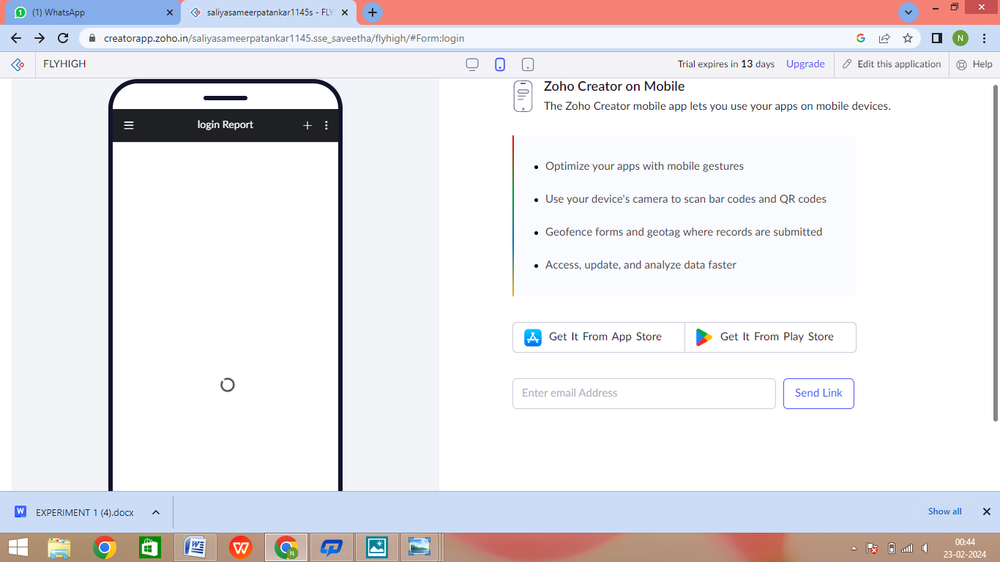 (1) WhatsApp
saliyasameerpatankar1145s - FLY
creatorapp.zoho.in/saliyasameerpatankar1145.sse_saveetha/flyhigh/#Form:login
N
FLYHIGH
Trial expires in 13 days Upgrade
Edit this application
Help
login Report
Zoho Creator on Mobile
The Zoho Creator mobile app lets you use your apps on mobile devices.
Optimize your apps with mobile gestures
Use your device's camera to scan bar codes and QR codes
Geofence forms and geotag where records are submitted
Access, update, and analyze data faster
Get It From App Store
Get It From Play Store
Enter email Address
Send Link
EXPERIMENT 1 (4).docx
Show all
00:44
23-02-2024